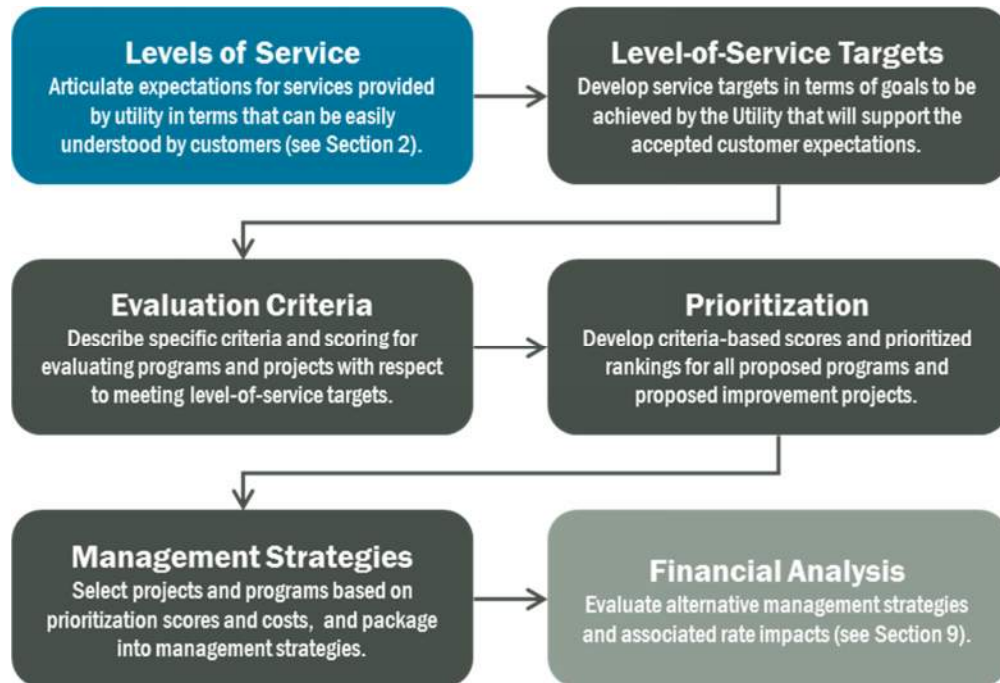 Levels of Service
Articulate expectations for services provided
by utility in terms that can be easily
understood by customers (see Section 2).
Level-of-Service Targets
Develop service targets in terms of goals to be
achieved by the Utility that will support the
accepted customer expectations.
Evaluation Criteria
Describe specific criteria and scoring for
evaluating programs and projects with respect
to meeting level-of-service targets.
Prioritization
Develop criteria-based scores and prioritized
rankings for all proposed programs and
proposed improvement projects.
Management Strategies
Select projects and programs based on
prioritization scores and costs, and package
into management strategies.
Financial Analysis
Evaluate alternative management strategies
and associated rate impacts (see Section 9).